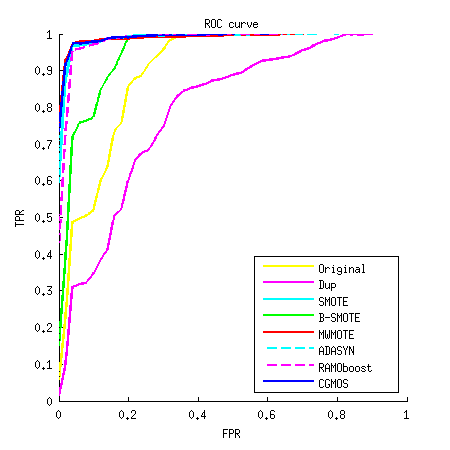 ROC curve
1
0.9
0.8
0.7
0.6
0.5
0.4
0.3
0.2
0.1
0
TPR
0
0.2
0.4
0.6
0.8
1
FPR
Original
Dup
SMOTE
B-SMOTE
MWMOTE
ADASYN
RAMOboost
CGMOS